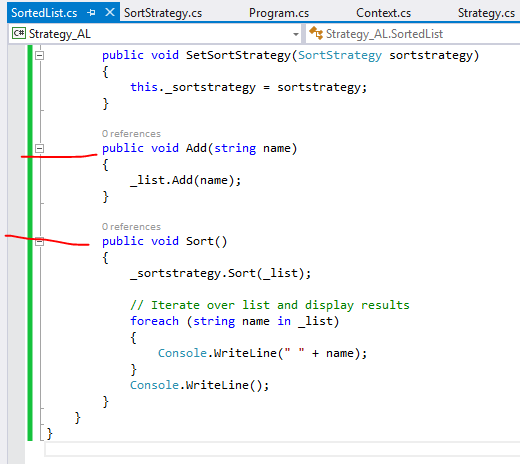 SortedList.cs SortStrategy.cs Program.cs Context.cs Strategy.cs
C# Strategy_AL Strategy_AL.SortedList
public void SetSortStrategy(SortStrategy sortstrategy)
{
this._sortstrategy = sortstrategy;
}
0 references
public void Add(string name)
{
_list.Add(name);
}
0 references
public void Sort()
{
_sortstrategy.Sort(_list);
// Iterate over list and display results
foreach (string name in _list)
{
Console.WriteLine(" " + name);
}
Console.WriteLine();
}
}
}